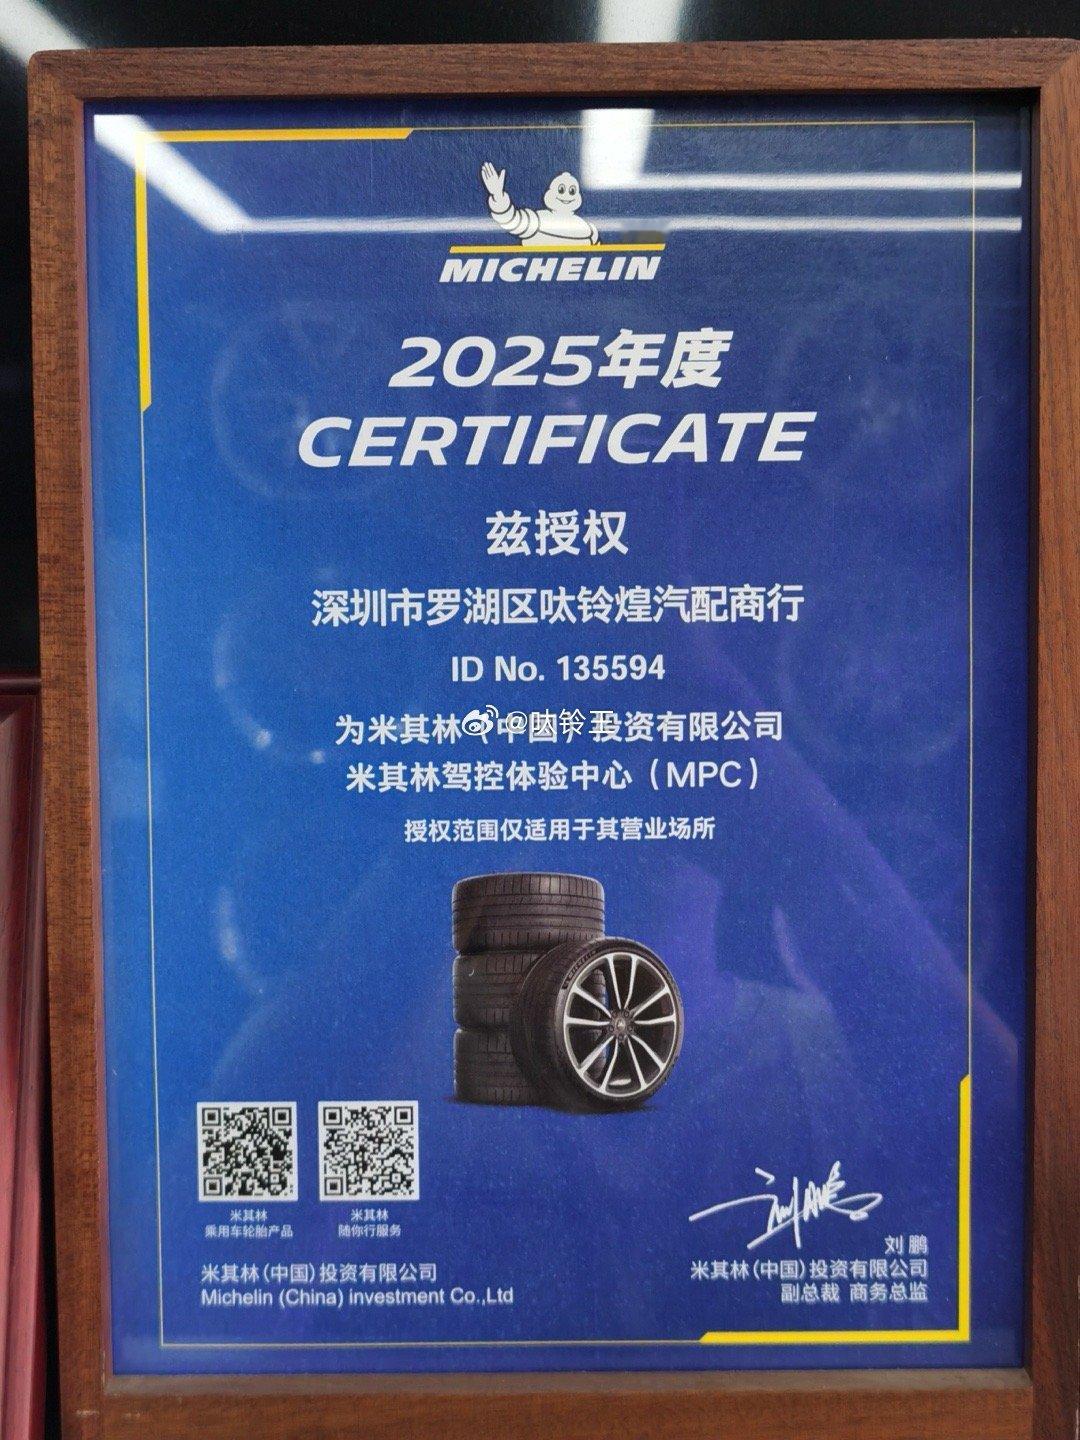 MICHELIN
2025年度
CERTIFICATE
兹授权
深圳市罗湖区呔铃煌汽配商行
ID No. 135594
为米其林(中国)投资有限公司
@呔铃王
米其林驾控体验中心(MPC)
授权范围仅适用于其营业场所
米其林
乘用车轮胎产品
米其林
随你行服务
米其林(中国)投资有限公司
Michelin (China) investment Co.,Ltd
刘鹏
刘 鹏
米其林(中国)投资有限公司
副总裁 商务总监